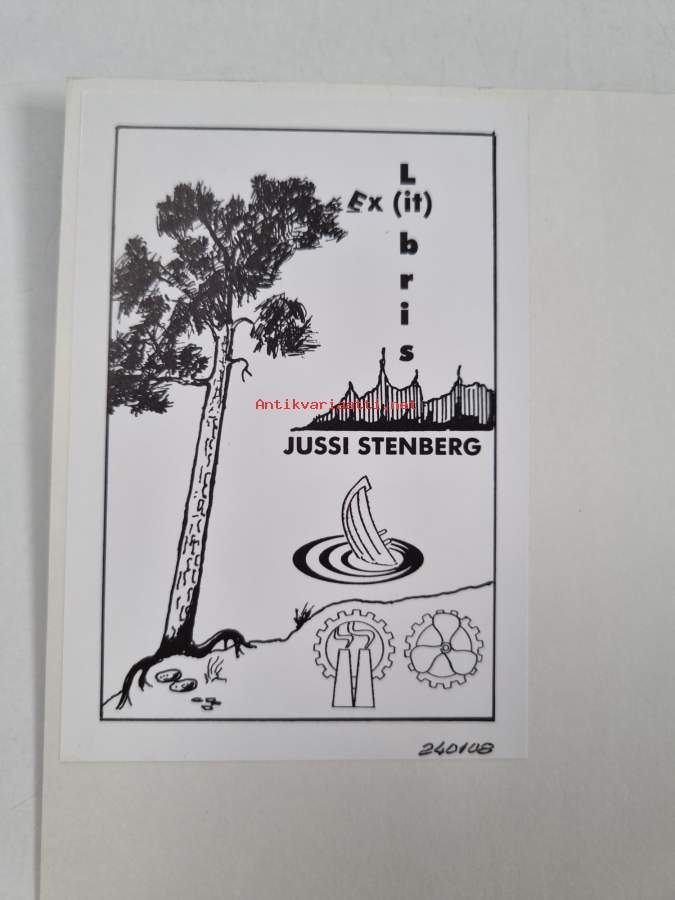 L
Ex (it)
b
r
i
s
Antikvariaatti.net
JUSSI STENBERG
240108